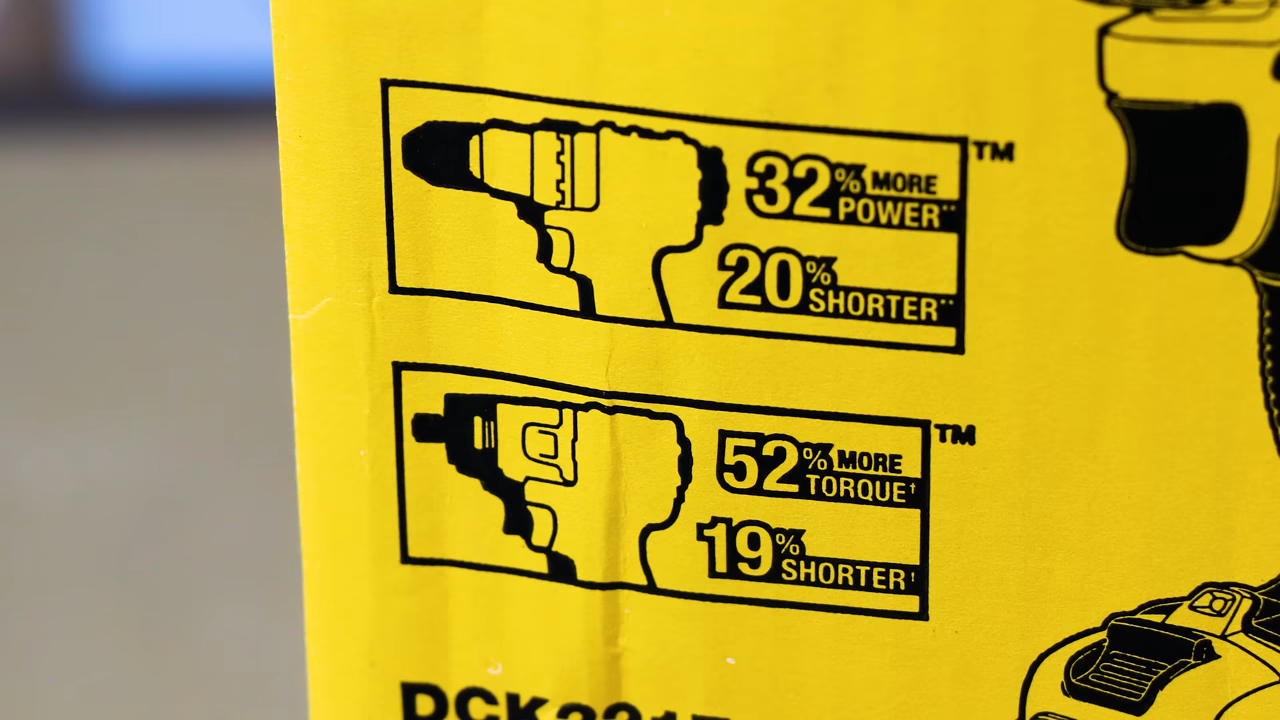 32% MORE
POWER**
TM
20%
SHORTER**
52% MORE
TORQUE†
TM
19%
SHORTER†